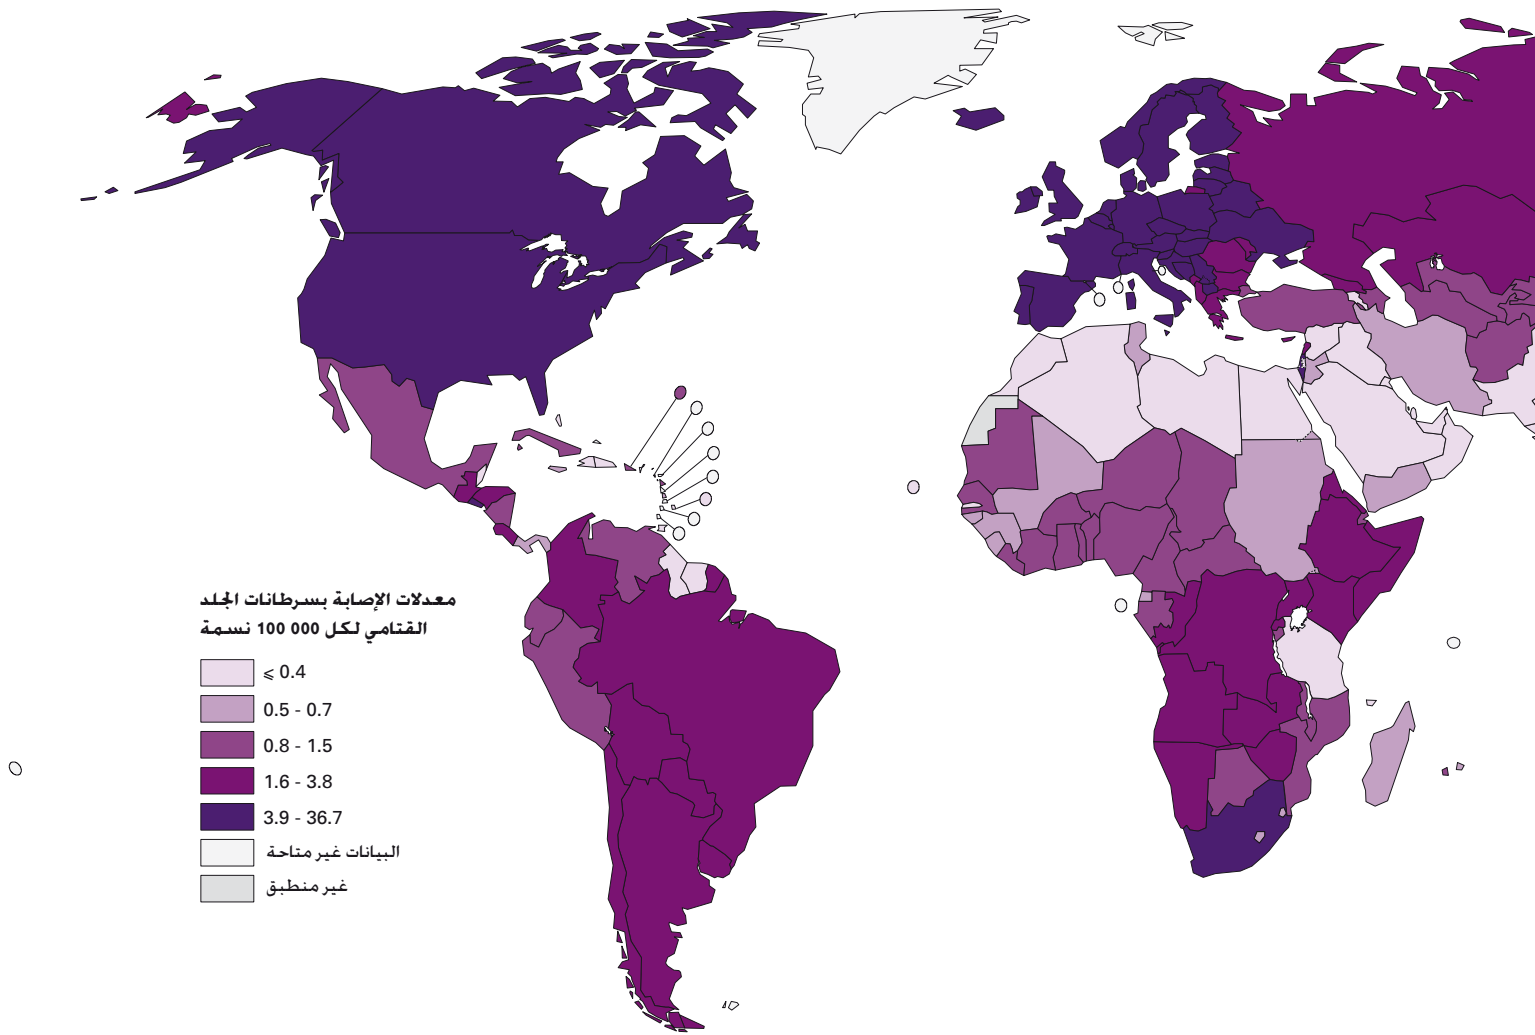 معدلات الإصابة بسرطانات الجلد
القتامي لكل 000 100 نسمة
⩽ 0.4
0.5 - 0.7
0.8 - 1.5
1.6 - 3.8
3.9 - 36.7
البيانات غير متاحة
غير منطبق